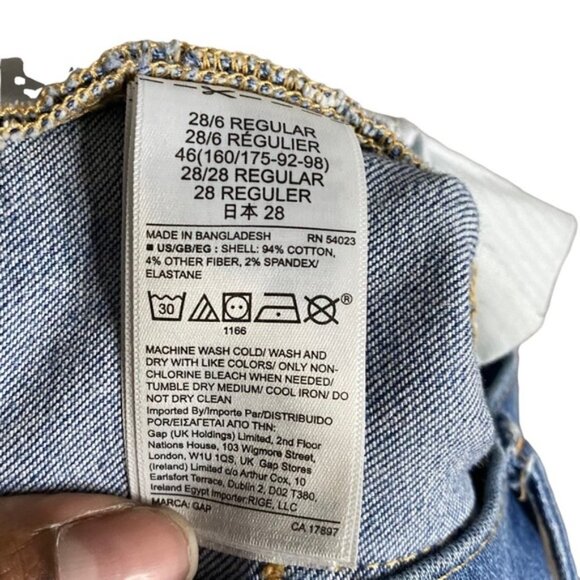 28/6 REGULAR
28/6 RÉGULIER
46(160/175-92-98)
28/28 REGULAR
28 REGULER
日本 28
MADE IN BANGLADESH RN 54023
■ US/GB/EG : SHELL: 94% COTTON,
4% OTHER FIBER, 2% SPANDEX/
ELASTANE
30 ®
1166
MACHINE WASH COLD/ WASH AND
DRY WITH LIKE COLORS/ ONLY NON-
CHLORINE BLEACH WHEN NEEDED/
TUMBLE DRY MEDIUM/ COOL IRON/ DO
NOT DRY CLEAN
Imported By/Importe Par/DISTRIBUIDO
POR/ΕΙΣΑΓΕΤΑΙ ΑΠΟ ΤΗΝ:
Gap (UK Holdings) Limited, 2nd Floor
Nations House, 103 Wigmore Street,
London, W1U 1QS, UK Gap Stores
(Ireland) Limited c/o Arthur Cox, 10
Earlsfort Terrace, Dublin 2, D02 T380,
Ireland Egypt Importer:RIGE, LLC
MARCA: GAP CA 17897